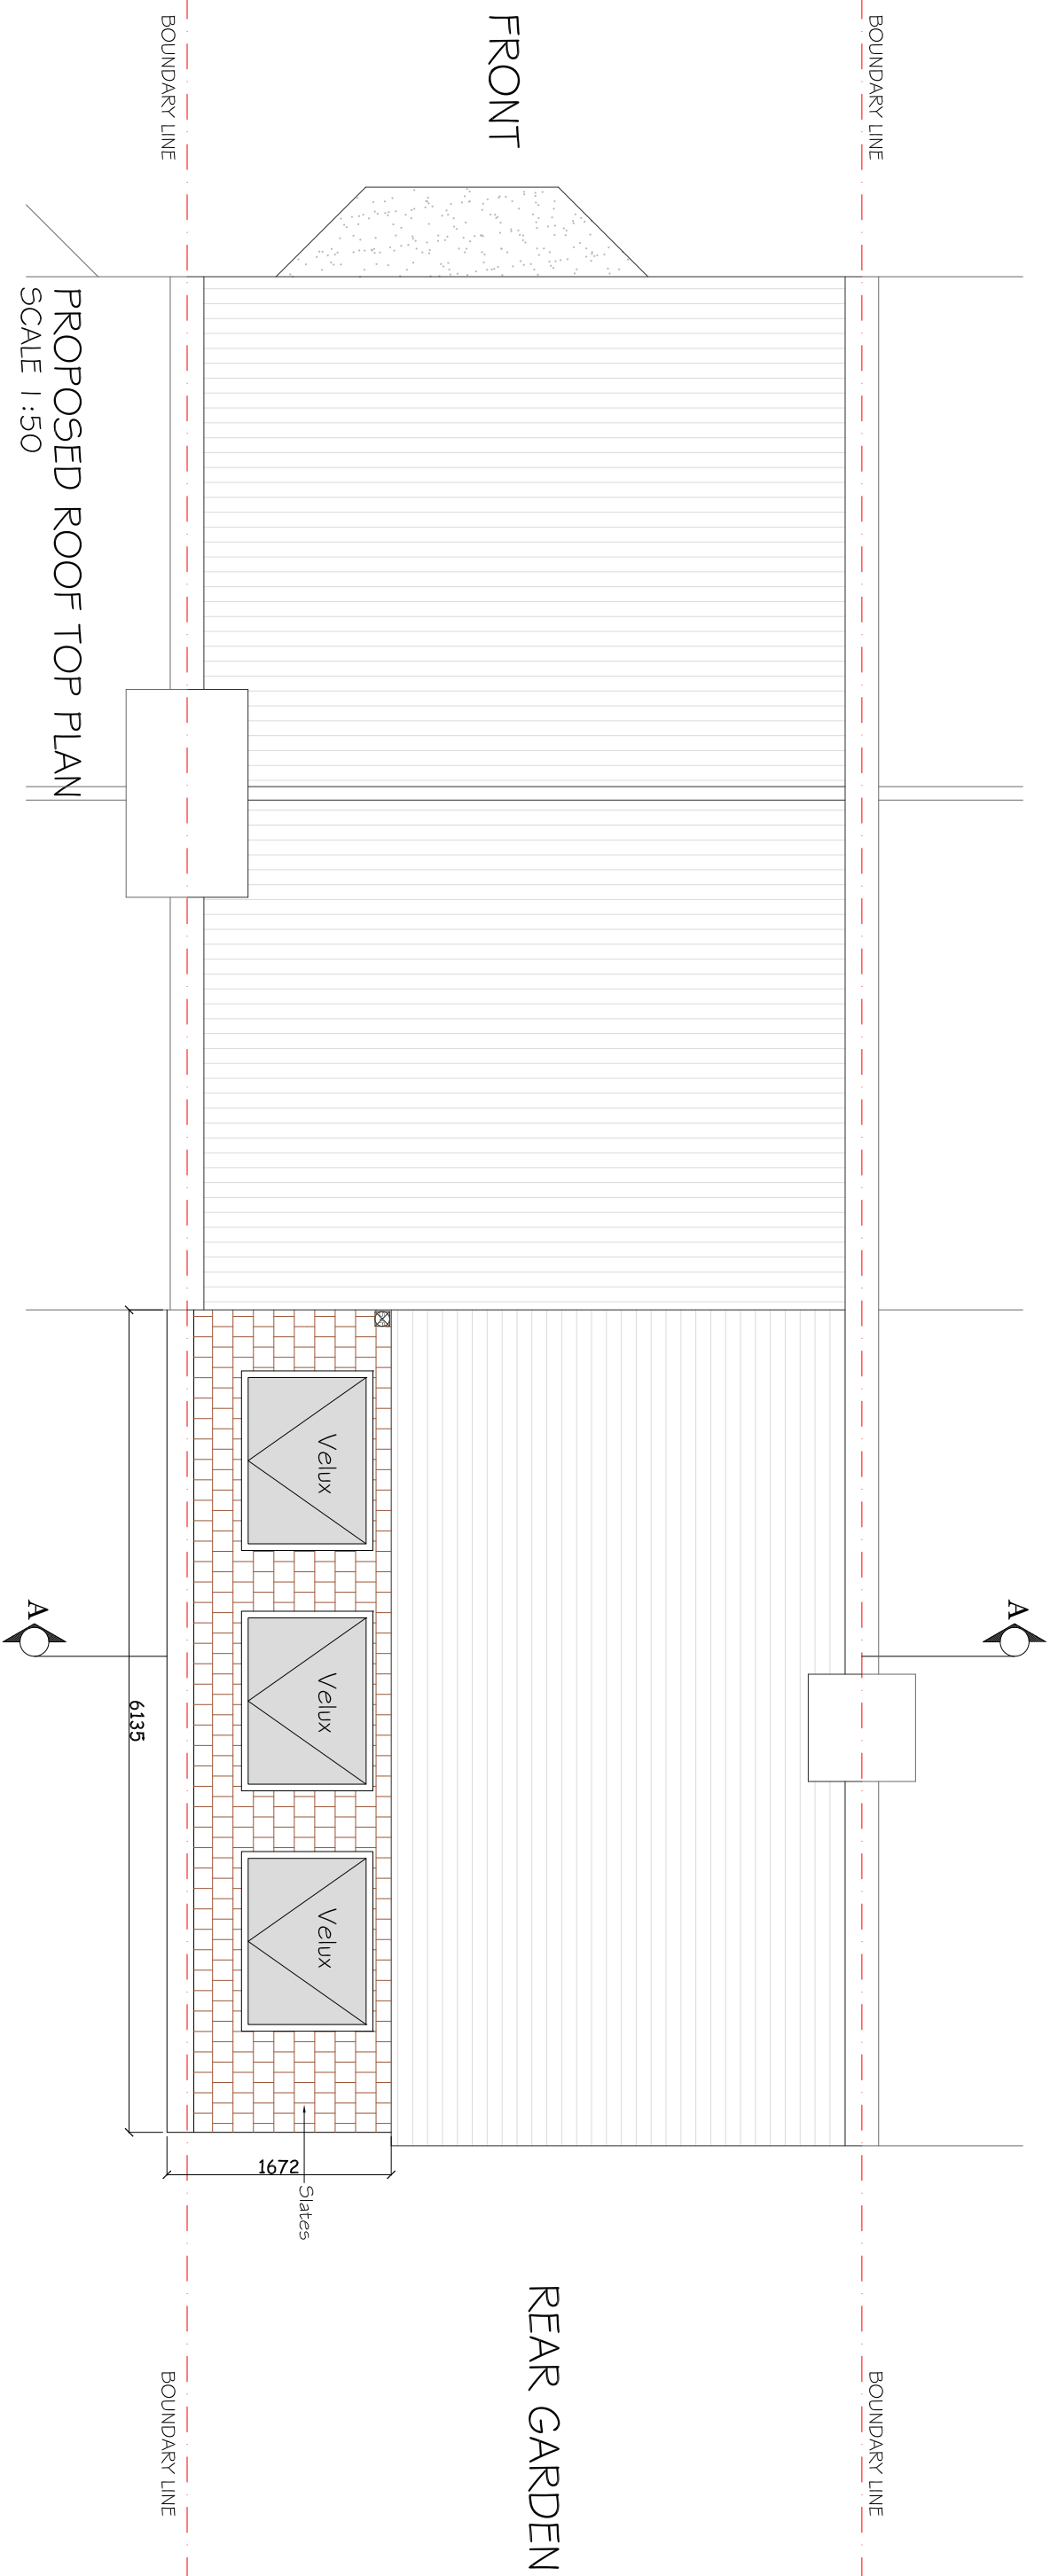 BOUNDARY LINE
BOUNDARY LINE
FRONT
REAR GARDEN
A
A
Velux
Velux
Velux
Slates
1672
6135
BOUNDARY LINE
BOUNDARY LINE
PROPOSED ROOF TOP PLAN
SCALE 1:50